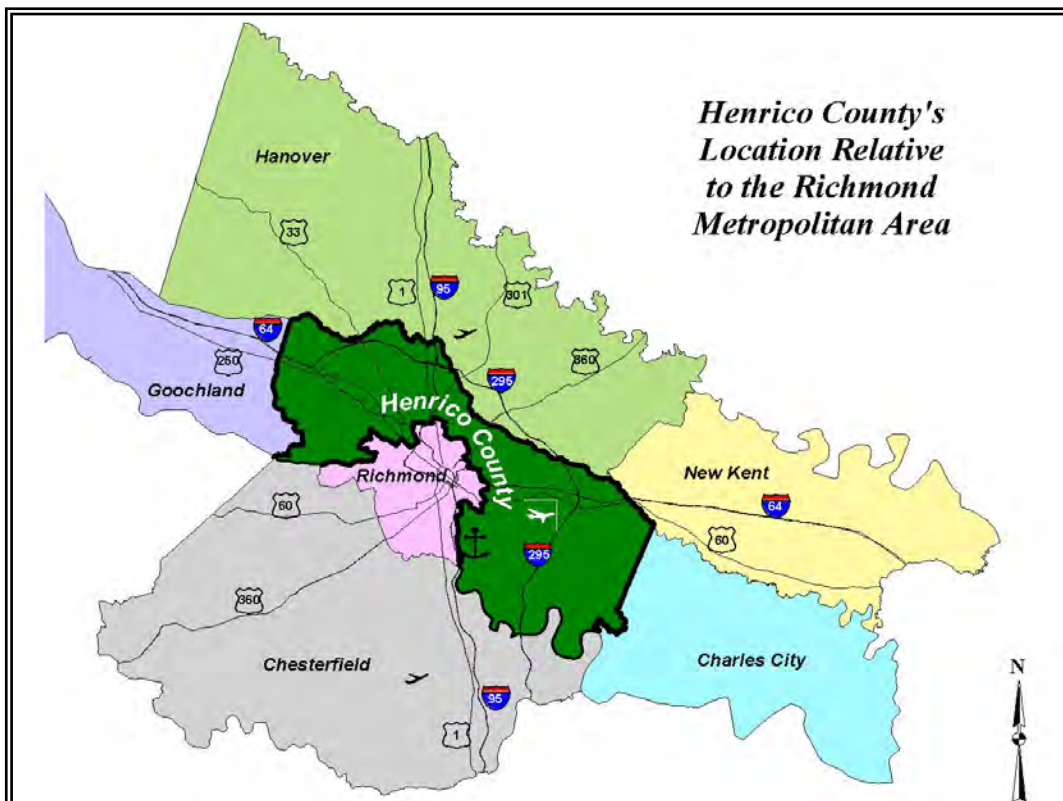 Henrico County's
Location Relative
to the Richmond
Metropolitan Area
Hanover
33
1
95
301
64
250
360
295
Goochland
Henrico County
Richmond
New Kent
60
64
60
295
360
Chesterfield
Charles City
95
1
N